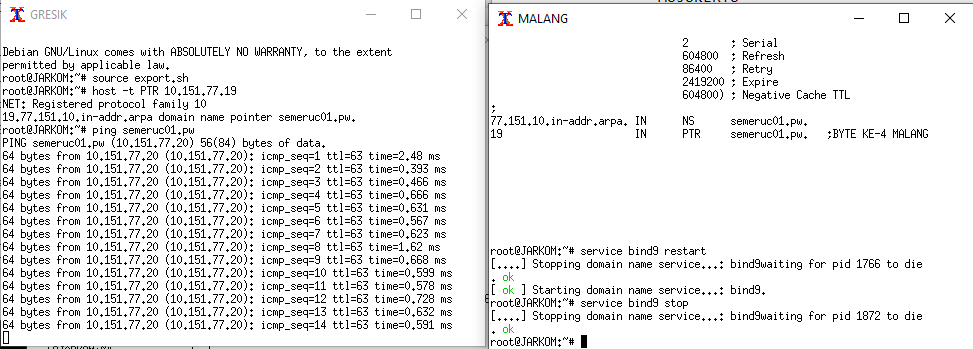 GRESIK
Debian GNU/Linux comes with ABSOLUTELY NO WARRANTY, to the extent
permitted by applicable law.
root@JARKOM:~# source export.sh
root@JARKOM:~# host -t PTR 10.151.77.19
NET: Registered protocol family 10
19.77.151.10.in-addr.arpa domain name pointer semeruc01.pw.
root@JARKOM:~# ping semeruc01.pw
PING semeruc01.pw (10.151.77.20) 56(84) bytes of data.
64 bytes from 10.151.77.20 (10.151.77.20): icmp_seq=1 ttl=63 time=2.48 ms
64 bytes from 10.151.77.20 (10.151.77.20): icmp_seq=2 ttl=63 time=0.393 ms
64 bytes from 10.151.77.20 (10.151.77.20): icmp_seq=3 ttl=63 time=0.466 ms
64 bytes from 10.151.77.20 (10.151.77.20): icmp_seq=4 ttl=63 time=0.666 ms
64 bytes from 10.151.77.20 (10.151.77.20): icmp_seq=5 ttl=63 time=0.631 ms
64 bytes from 10.151.77.20 (10.151.77.20): icmp_seq=6 ttl=63 time=0.567 ms
64 bytes from 10.151.77.20 (10.151.77.20): icmp_seq=7 ttl=63 time=0.623 ms
64 bytes from 10.151.77.20 (10.151.77.20): icmp_seq=8 ttl=63 time=1.62 ms
64 bytes from 10.151.77.20 (10.151.77.20): icmp_seq=9 ttl=63 time=0.668 ms
64 bytes from 10.151.77.20 (10.151.77.20): icmp_seq=10 ttl=63 time=0.599 ms
64 bytes from 10.151.77.20 (10.151.77.20): icmp_seq=11 ttl=63 time=0.578 ms
64 bytes from 10.151.77.20 (10.151.77.20): icmp_seq=12 ttl=63 time=0.728 ms
64 bytes from 10.151.77.20 (10.151.77.20): icmp_seq=13 ttl=63 time=0.632 ms
64 bytes from 10.151.77.20 (10.151.77.20): icmp_seq=14 ttl=63 time=0.591 ms
MALANG
2 ; Serial
604800 ; Refresh
86400 ; Retry
2419200 ; Expire
604800) ; Negative Cache TTL
;
77.151.10.in-addr.arpa. IN NS semeruc01.pw.
19 IN PTR semeruc01.pw. ;BYTE KE-4 MALANG
root@JARKOM:~# service bind9 restart
[....] Stopping domain name service...: bind9waiting for pid 1766 to die
. ok
[ ok ] Starting domain name service...: bind9.
root@JARKOM:~# service bind9 stop
[....] Stopping domain name service...: bind9waiting for pid 1872 to die
. ok
root@JARKOM:~#